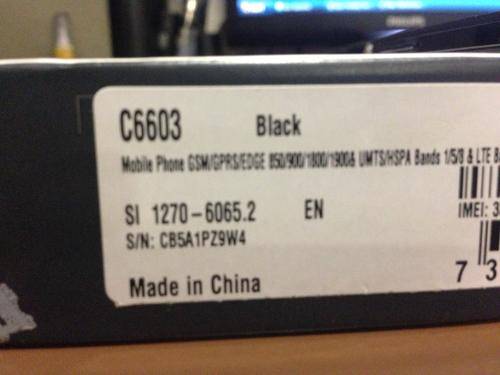 PHILIPS
C6603 Black
Mobile Phone GSM/GPRS/EDGE 850/900/1800/1900& UMTS/HSPA Bands 1/5/8 & LTE B
SI 1270-6065.2 EN
IMEI: 3
S/N: CB5A1PZ9W4
7 3
Made in China